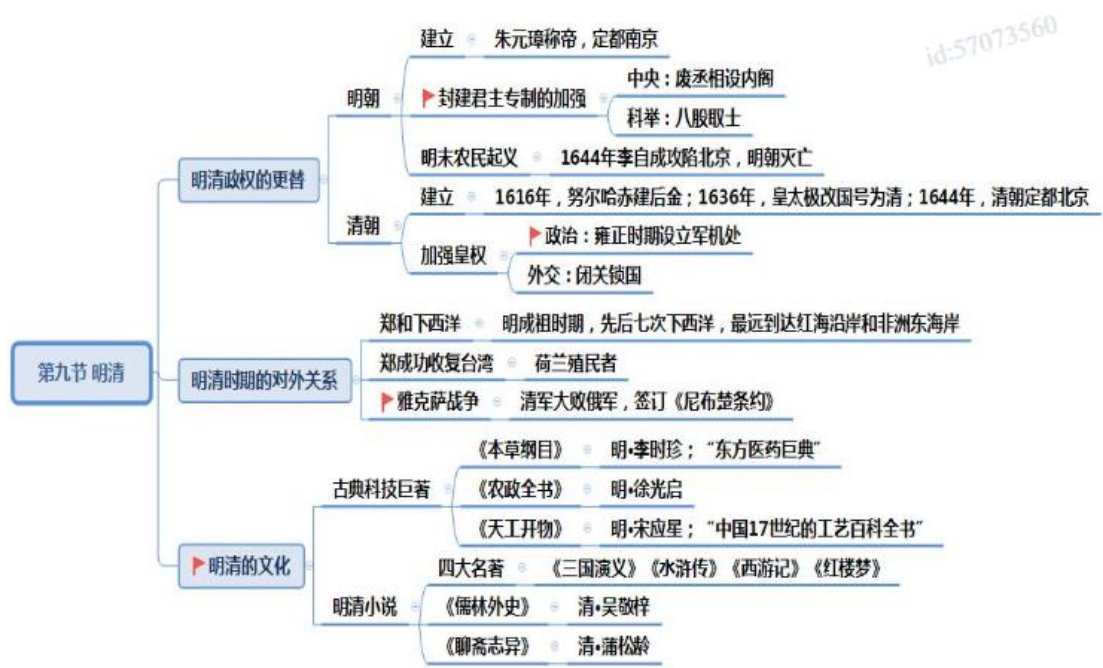 id:57073560
建立
朱元璋称帝，定都南京
明朝
封建君主专制的加强
中央：废丞相设内阁
科举：八股取士
明末农民起义
1644年李自成攻陷北京，明朝灭亡
明清政权的更替
建立
1616年，努尔哈赤建后金；1636年，皇太极改国号为清；1644年，清朝定都北京
清朝
加强皇权
政治：雍正时期设立军机处
外交：闭关锁国
第九节 明清
明清时期的对外关系
郑和下西洋
明成祖时期，先后七次下西洋，最远到达红海沿岸和非洲东海岸
郑成功收复台湾
荷兰殖民者
雅克萨战争
清军大败俄军，签订《尼布楚条约》
明清的文化
古典科技巨著
《本草纲目》
明•李时珍；“东方医药巨典”
《农政全书》
明•徐光启
《天工开物》
明•宋应星；“中国17世纪的工艺百科全书”
明清小说
四大名著
《三国演义》《水浒传》《西游记》《红楼梦》
《儒林外史》
清•吴敬梓
《聊斋志异》
清•蒲松龄